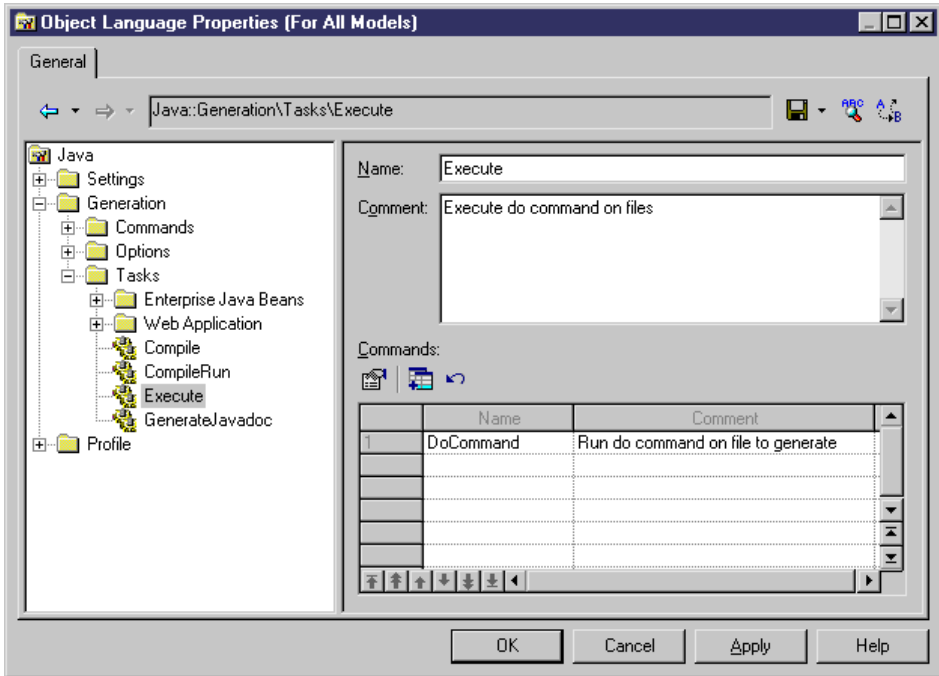 Object Language Properties (For All Models)
General
Java::Generation\Tasks\Execute
ABC
A
B
Java
Settings
Generation
Commands
Options
Tasks
Enterprise Java Beans
Web Application
Compile
CompileRun
Execute
GenerateJavadoc
Profile
Name: Execute
Comment: Execute do command on files
Commands:
Name Comment
1 DoCommand Run do command on file to generate
OK Cancel Apply Help